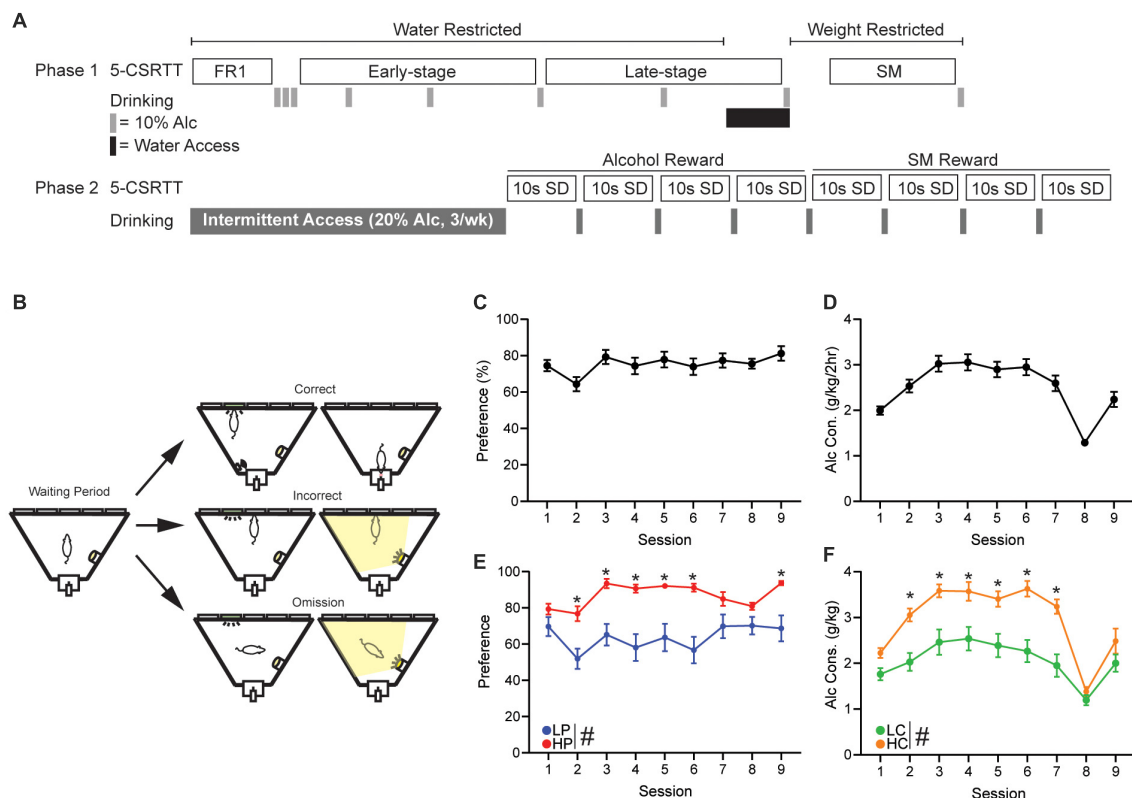 A
Water Restricted
Weight Restricted
Phase 1 5-CSRTT
FR1
Early-stage
Late-stage
SM
Drinking
= 10% Alc
= Water Access
Alcohol Reward
SM Reward
Phase 2 5-CSRTT
10s SD 10s SD 10s SD 10s SD 10s SD 10s SD 10s SD 10s SD
Drinking
Intermittent Access (20% Alc, 3/wk)
B
Waiting Period
Correct
Incorrect
Omission
C
Preference (%)
100
80
60
40
20
0
1 2 3 4 5 6 7 8 9
Session
D
Alc Con. (g/kg/2hr)
4
3
2
1
0
1 2 3 4 5 6 7 8 9
Session
E
Preference
100
80
60
40
20
0
* * * * * *
LP
HP
#
1 2 3 4 5 6 7 8 9
Session
F
Alc Cons. (g/kg)
4
3
2
1
0
* * * * * *
LC
HC
#
1 2 3 4 5 6 7 8 9
Session